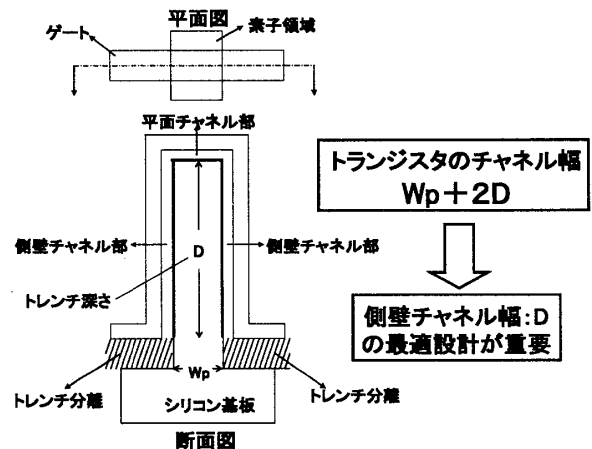 平面図
ゲート
素子領域
平面チャネル部
側壁チャネル部
D
側壁チャネル部
トレンチ深さ
Wp
トレンチ分離
トレンチ分離
シリコン基板
断面図
トランジスタのチャネル幅
Wp+2D
側壁チャネル幅:D
の最適設計が重要